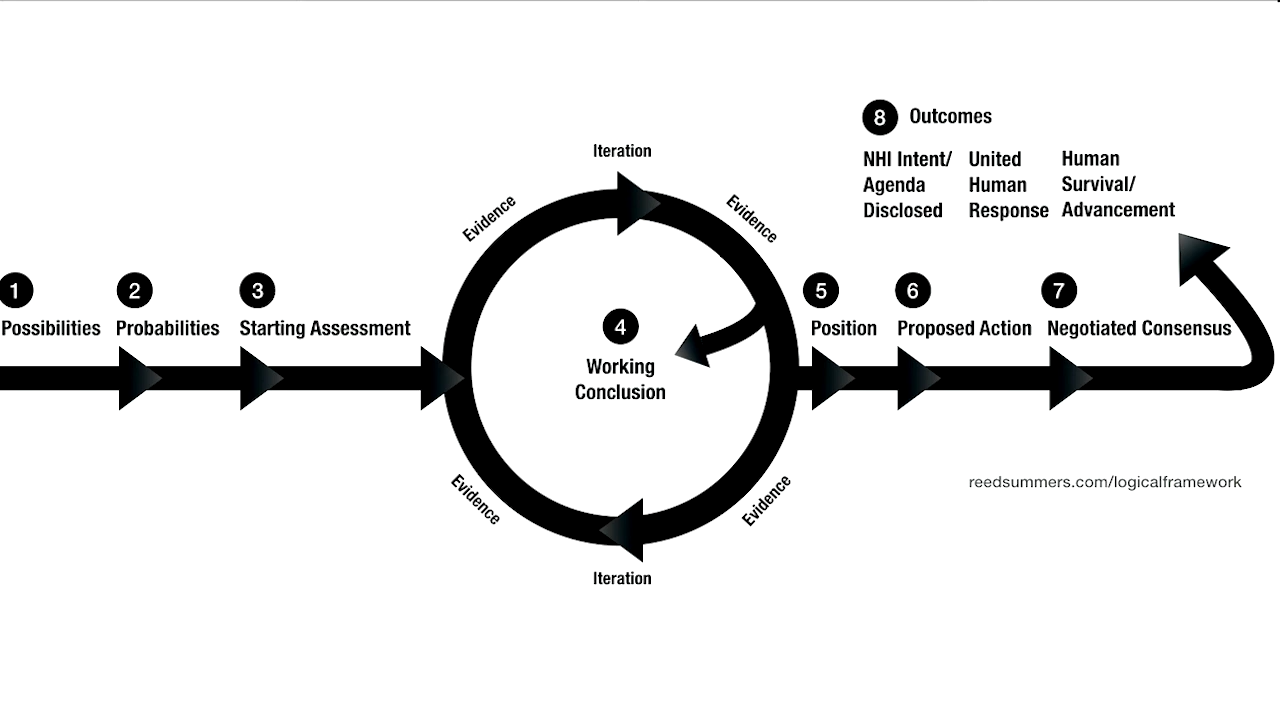 8 Outcomes
NHI Intent/
Agenda
Disclosed
United
Human
Response
Human
Survival/
Advancement
Iteration
Evidence
Evidence
1
Possibilities
2
Probabilities
3
Starting Assessment
4
Working
Conclusion
5
Position
6
Proposed Action
7
Negotiated Consensus
Evidence
Evidence
Iteration
reedsummers.com/logicalframework